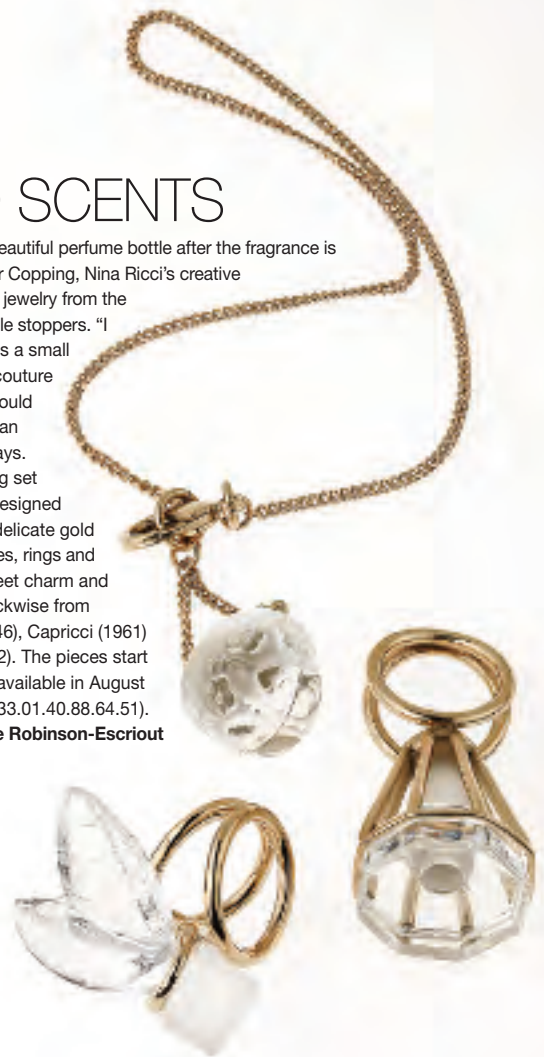 SCENTS
eautiful perfume bottle after the fragrance is
r Copping, Nina Ricci's creative
jewelry from the
le stoppers. "I
s a small
couture
ould
an
ays.
g set
esigned
delicate gold
es, rings and
eet charm and
ckwise from
46), Capricci (1961)
2). The pieces start
available in August
33.01.40.88.64.51).
e Robinson-Escriout